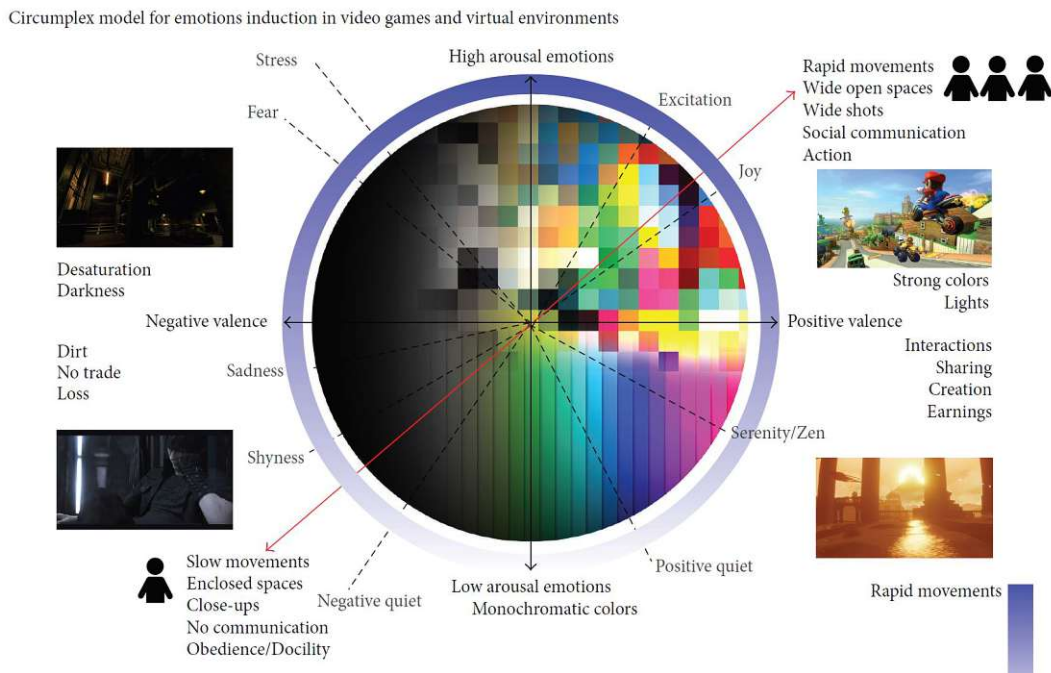 Circumplex model for emotions induction in video games and virtual environments
Stress
High arousal emotions
Fear
Excitation
Joy
Rapid movements
Wide open spaces
Wide shots
Social communication
Action
Desaturation
Darkness
Strong colors
Lights
Negative valence
Positive valence
Dirt
No trade
Loss
Sadness
Interactions
Sharing
Creation
Earnings
Serenity/Zen
Shyness
Slow movements
Enclosed spaces
Close-ups
No communication
Obedience/Docility
Negative quiet
Low arousal emotions
Monochromatic colors
Positive quiet
Rapid movements